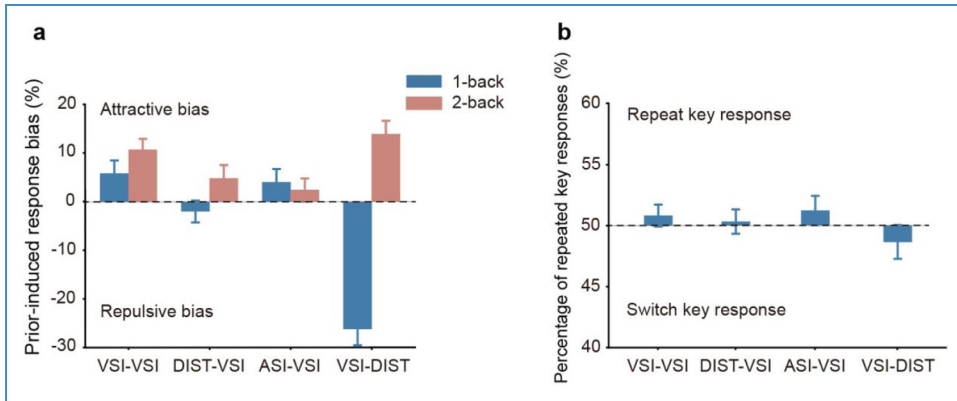 a
Prior-induced response bias (%)
20
10
0
-10
-20
-30
Attractive bias
Repulsive bias
1-back
2-back
VSI-VSI DIST-VSI ASI-VSI VSI-DIST
b
Percentage of repeated key responses (%)
60
55
50
45
40
Repeat key response
Switch key response
VSI-VSI DIST-VSI ASI-VSI VSI-DIST